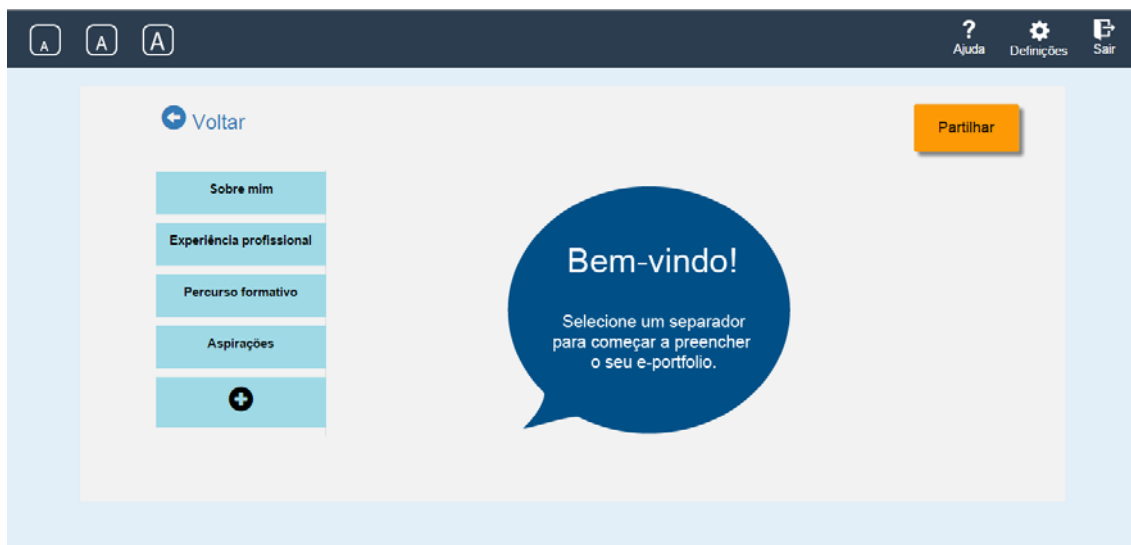 A A A
Ajuda Definições Sair
Voltar
Partilhar
Sobre mim
Experiência profissional
Percurso formativo
Aspirações
Bem-vindo!
Selecione um separador
para começar a preencher
o seu e-portfolio.